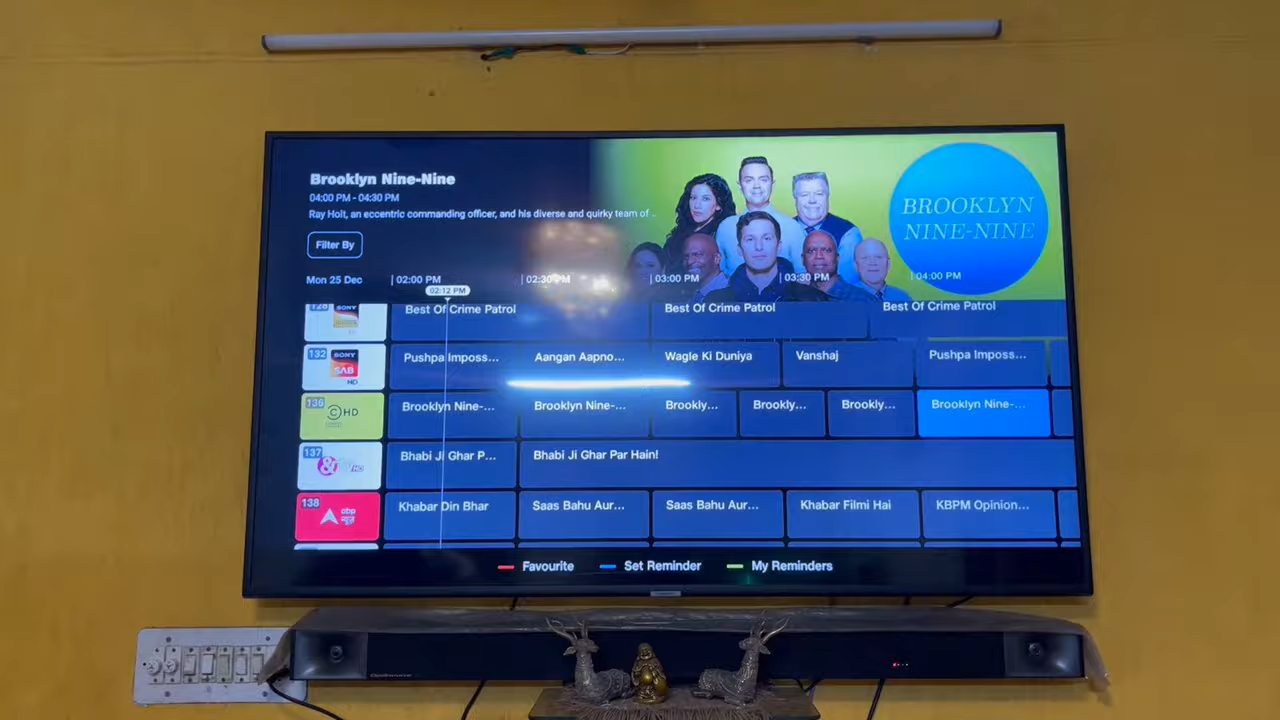 Brooklyn Nine-Nine
04:00 PM - 04:30 PM
Ray Holt, an eccentric commanding officer, and his diverse and quirky team of ..
BROOKLYN
NINE-NINE
Filter By
Mon 25 Dec 02:00 PM 02:30 PM 03:00 PM 03:30 PM 04:00 PM
02:12 PM
128 SONY Best Of Crime Patrol Best Of Crime Patrol Best Of Crime Patrol
132 SONY SAB HD Pushpa Imposs... Aangan Aapno... Wagle Ki Duniya Vanshaj Pushpa Imposs...
136 HD Brooklyn Nine-... Brooklyn Nine-... Brookly... Brookly... Brookly... Brooklyn Nine-...
137 & HD Bhabi Ji Ghar P... Bhabi Ji Ghar Par Hain!
138 abp न्यूज़ Khabar Din Bhar Saas Bahu Aur... Saas Bahu Aur... Khabar Filmi Hai KBPM Opinion...
Favourite Set Reminder My Reminders